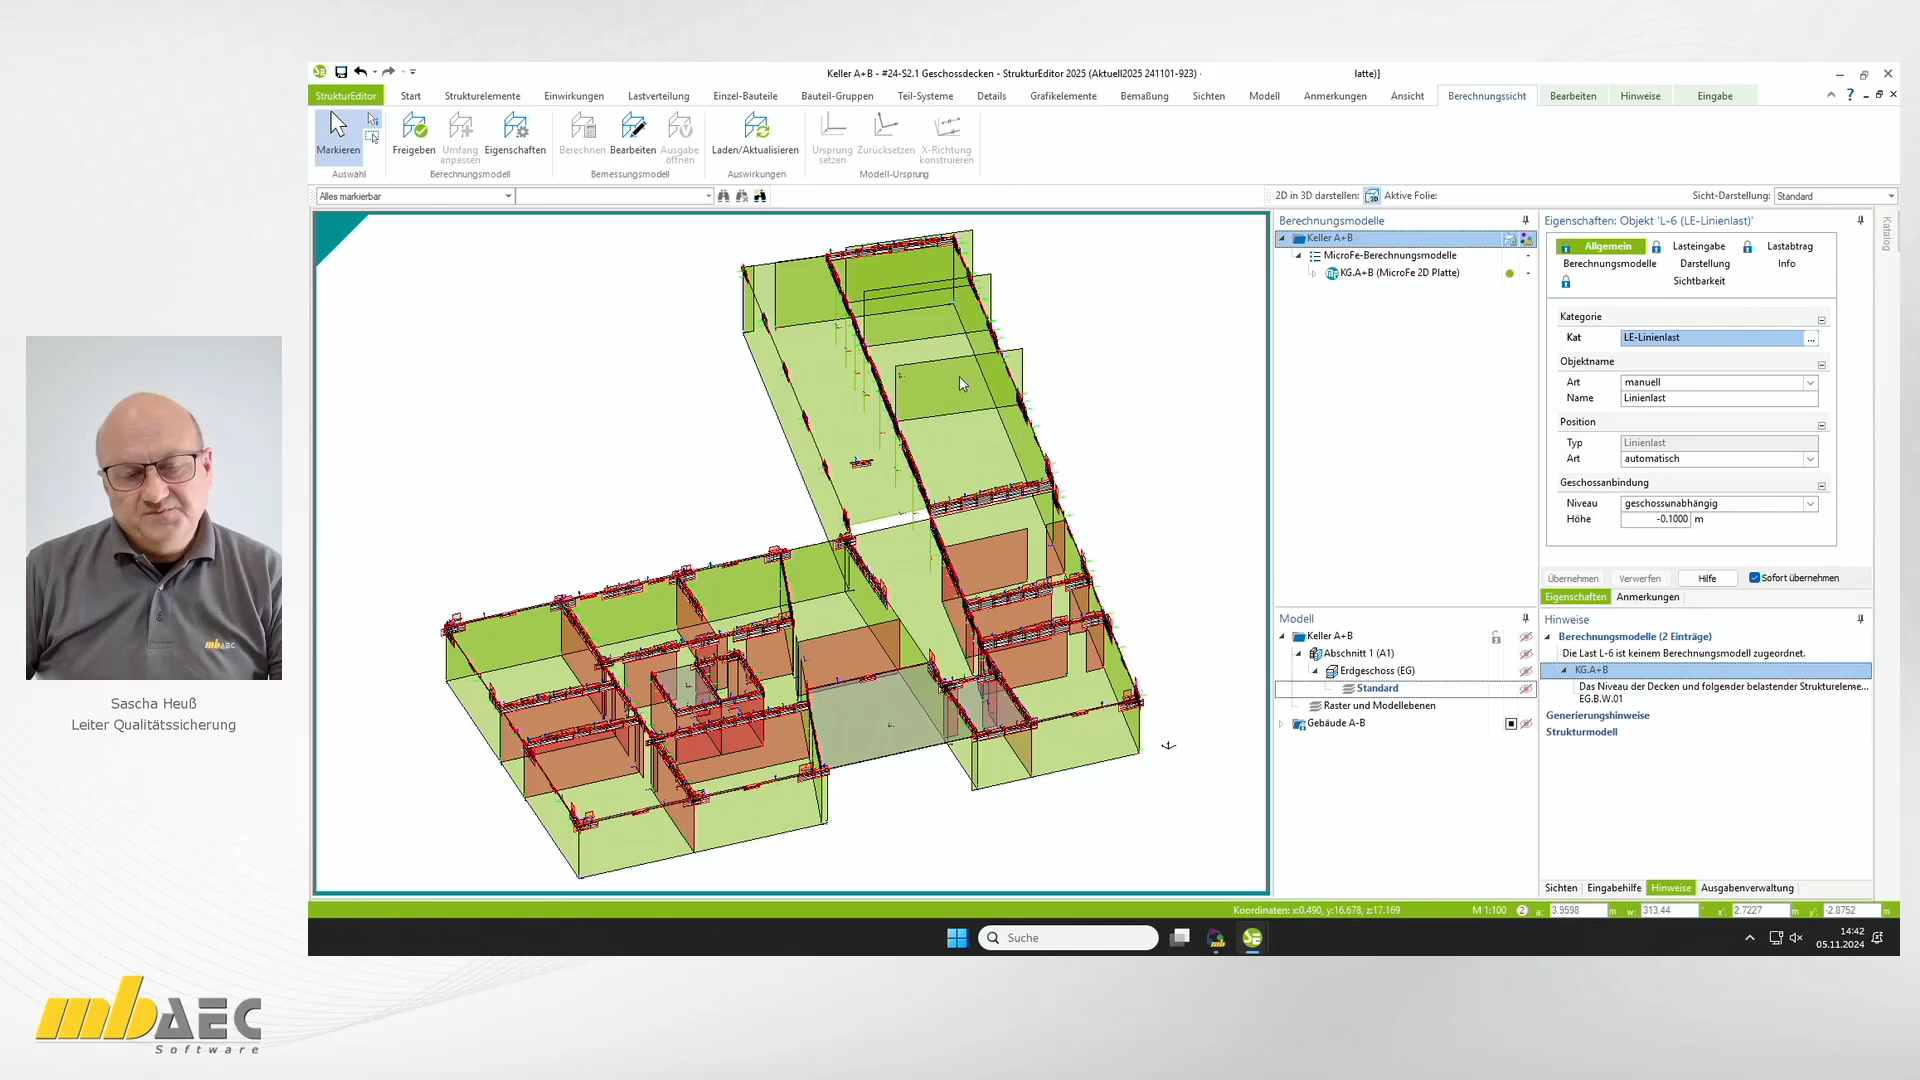 Keller A+B - #24-S2.1 Geschossdecken - StrukturEditor 2025 (Aktuell2025 241101-923) · latte)]
StrukturEditor Start Strukturelemente Einwirkungen Lastverteilung Einzel-Bauteile Bauteil-Gruppen Teil-Systeme Details Grafikelemente Bemaßung Sichten Modell Anmerkungen Ansicht Berechnungssicht Bearbeiten Hinweise Eingabe
Markieren Freigeben Umfang anpassen Eigenschaften Berechnen Bearbeiten Ausgabe öffnen Laden/Aktualisieren Ursprung setzen Zurücksetzen X-Richtung konstruieren
Auswahl Berechnungsmodell Bemessungsmodell Auswirkungen Modell-Ursprung
Alles markierbar 2D in 3D darstellen: Aktive Folie: Sicht-Darstellung: Standard
Berechnungsmodelle
Keller A+B
MicroFe-Berechnungsmodelle
KG.A+B (MicroFe 2D Platte)
Eigenschaften: Objekt 'L-6 (LE-Linienlast)'
Katalog
Allgemein Lasteingabe Lastabtrag
Berechnungsmodelle Darstellung Info
Sichtbarkeit
Kategorie
Kat LE-Linienlast ...
Objektname
Art manuell
Name Linienlast
Position
Typ Linienlast
Art automatisch
Geschossanbindung
Niveau geschossunabhängig
Höhe -0.1000 m
Übernehmen Verwerfen Hilfe Sofort übernehmen
Eigenschaften Anmerkungen
Modell
Keller A+B
Abschnitt 1 (A1)
Erdgeschoss (EG)
Standard
Raster und Modellebenen
Gebäude A-B
Hinweise
Berechnungsmodelle (2 Einträge)
Die Last L-6 ist keinem Berechnungsmodell zugeordnet.
KG.A+B
Das Niveau der Decken und folgender belastender Struktureleme...
EG.B.W.01
Generierungshinweise
Strukturmodell
Sichten Eingabehilfe Hinweise Ausgabenverwaltung
Koordinaten: x:0.490, y:16.678, z:17.169 M 1:100 2 a: 3.9598 m w: 313.44 ° x': 2.7227 m y': -2.8752 m
Suche
14:42
05.11.2024
mbAEC
Sascha Heuß
Leiter Qualitätssicherung
mb AEC
Software